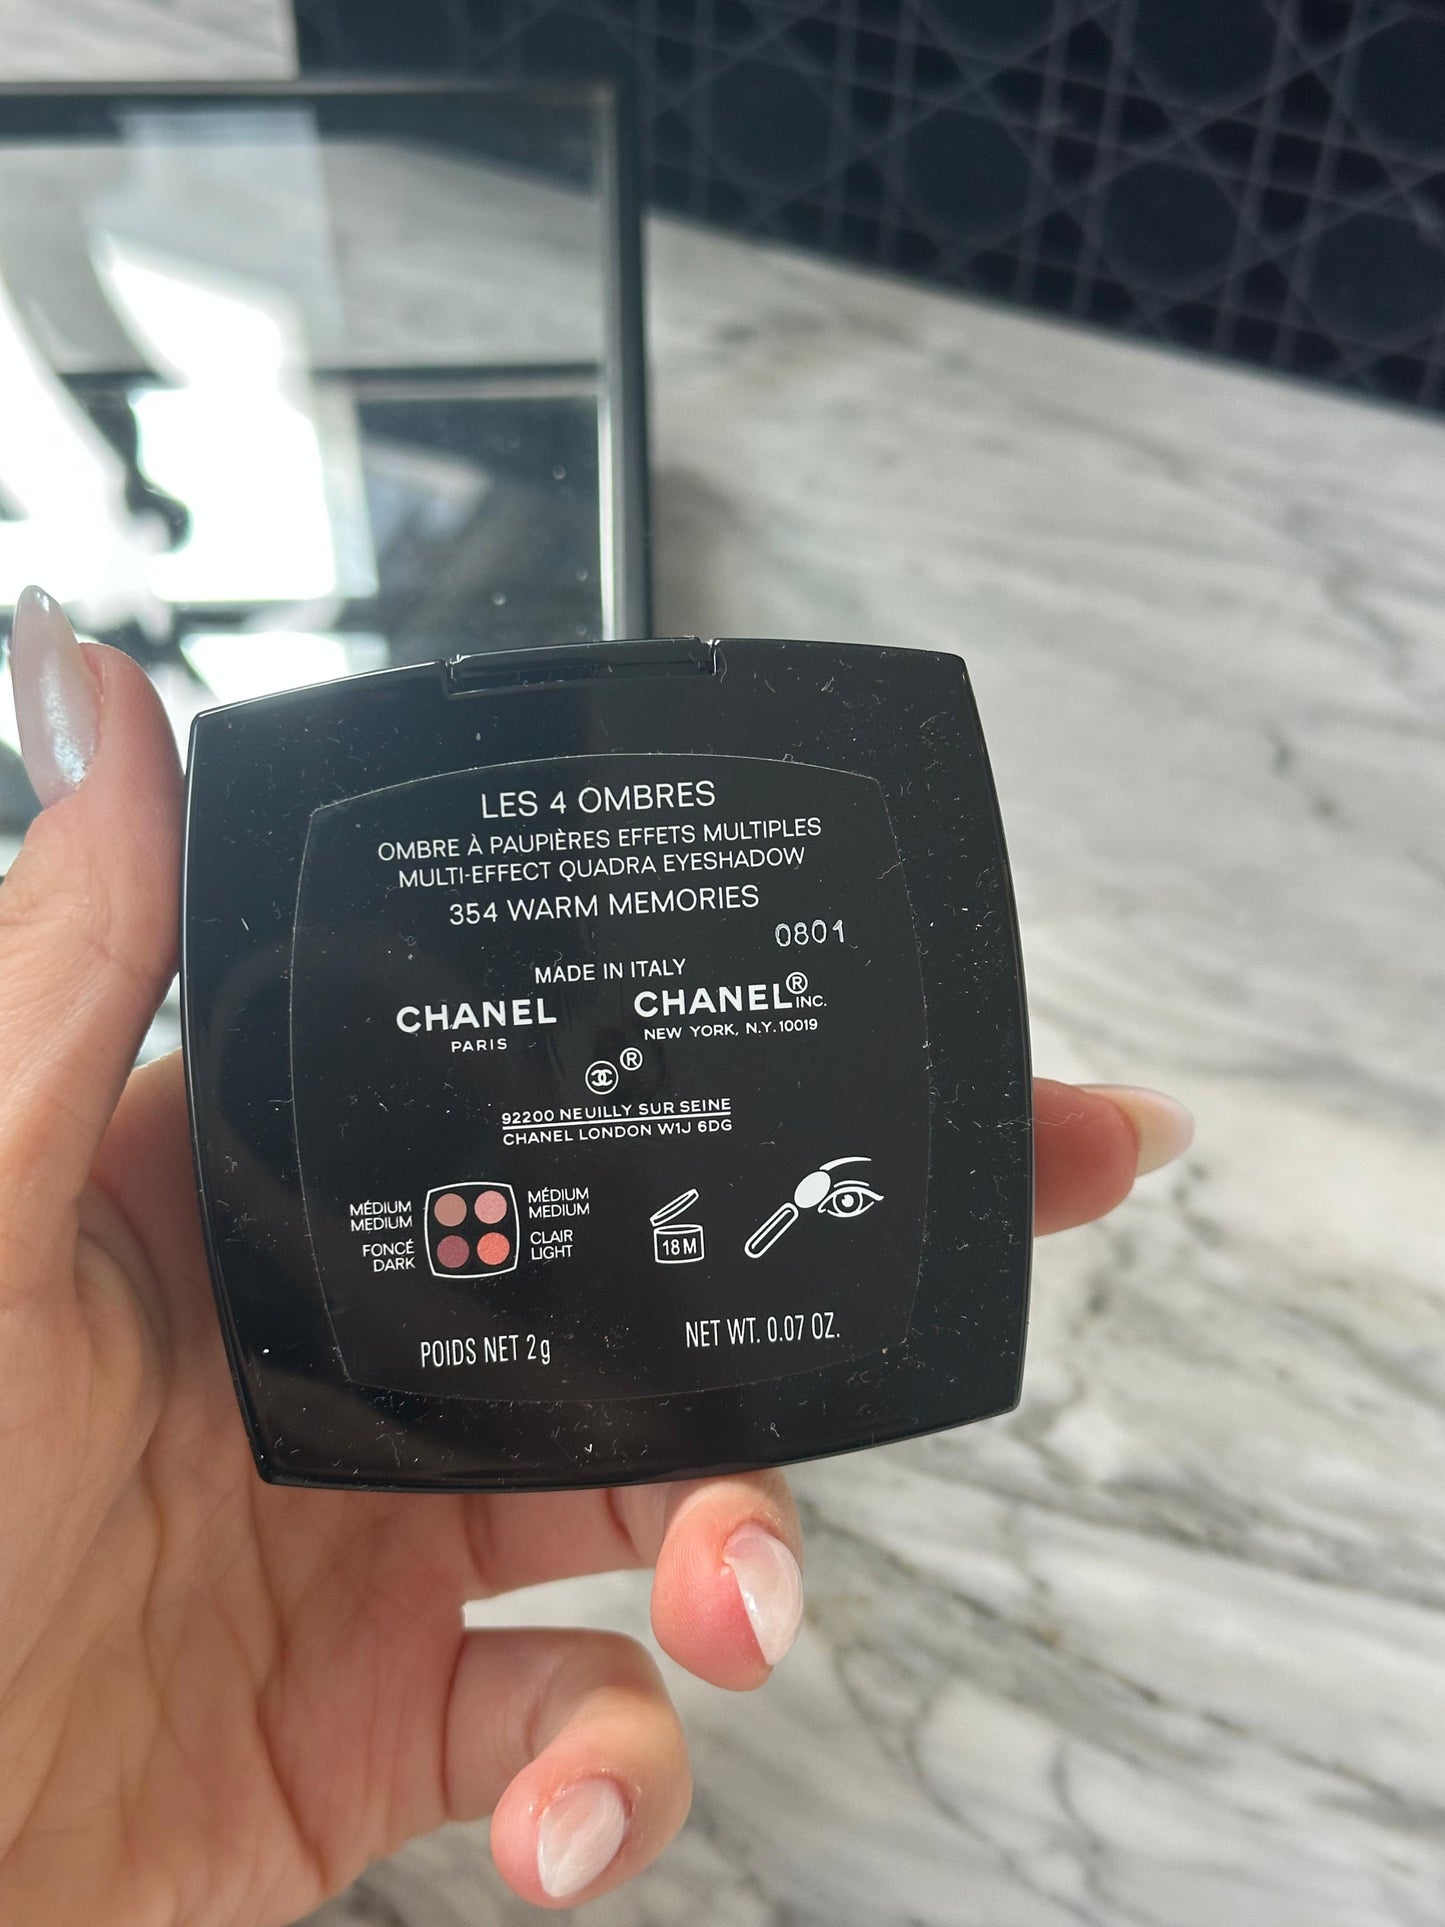 LES 4 OMBRES
OMBRE À PAUPIÈRES EFFETS MULTIPLES
MULTI-EFFECT QUADRA EYESHADOW
354 WARM MEMORIES
0801
MADE IN ITALY
CHANEL
PARIS
CHANEL® INC.
NEW YORK, N.Y. 10019
®
92200 NEUILLY SUR SEINE
CHANEL LONDON W1J 6DG
MÉDIUM
MEDIUM
FONCÉ
DARK
MÉDIUM
MEDIUM
CLAIR
LIGHT
18M
POIDS NET 2g
NET WT. 0.07 OZ.